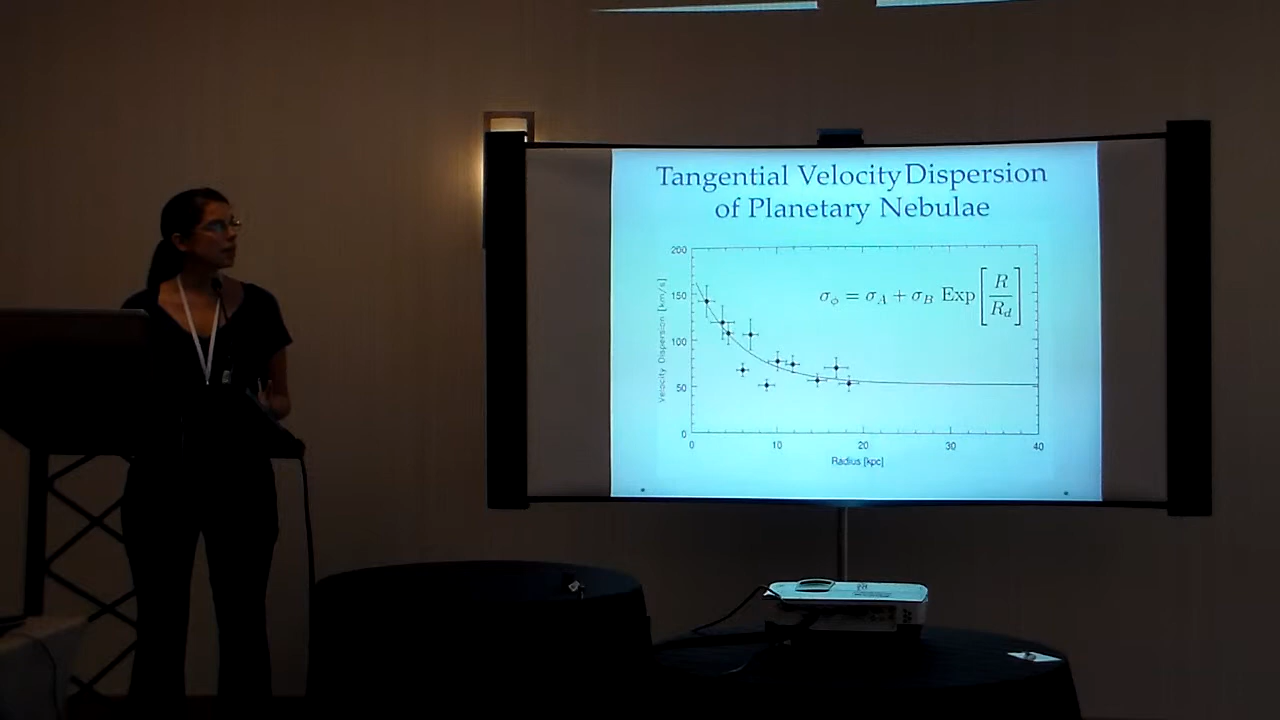 Tangential Velocity Dispersion
of Planetary Nebulae
200
150
100
50
0
Velocity Dispersion [km/s]
σ_ϕ = σ_A + σ_B Exp[R/R_d]
0 10 20 30 40
Radius [kpc]